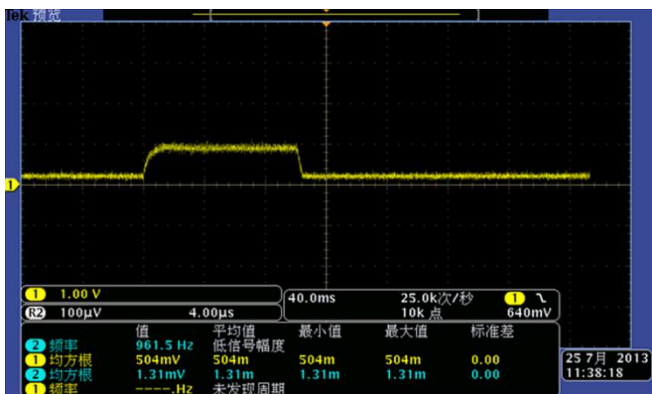 Tek 预览
1
1 1.00 V
R2 100µV 4.00µs
40.0ms 25.0k次/秒 1
10k 点 640mV
值 平均值 最小值 最大值 标准差
2 频率 961.5 Hz 低信号幅度
1 均方根 504mV 504m 504m 504m 0.00
2 均方根 1.31mV 1.31m 1.31m 1.31m 0.00
1 频率 ----.Hz 未发现周期
25 7月 2013
11:38:18